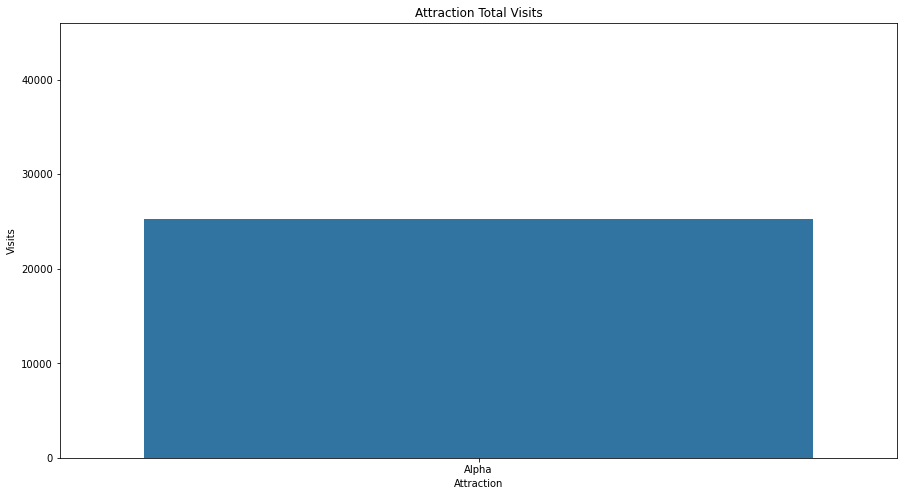 Attraction Total Visits
40000
30000
20000
10000
0
Visits
Alpha
Attraction